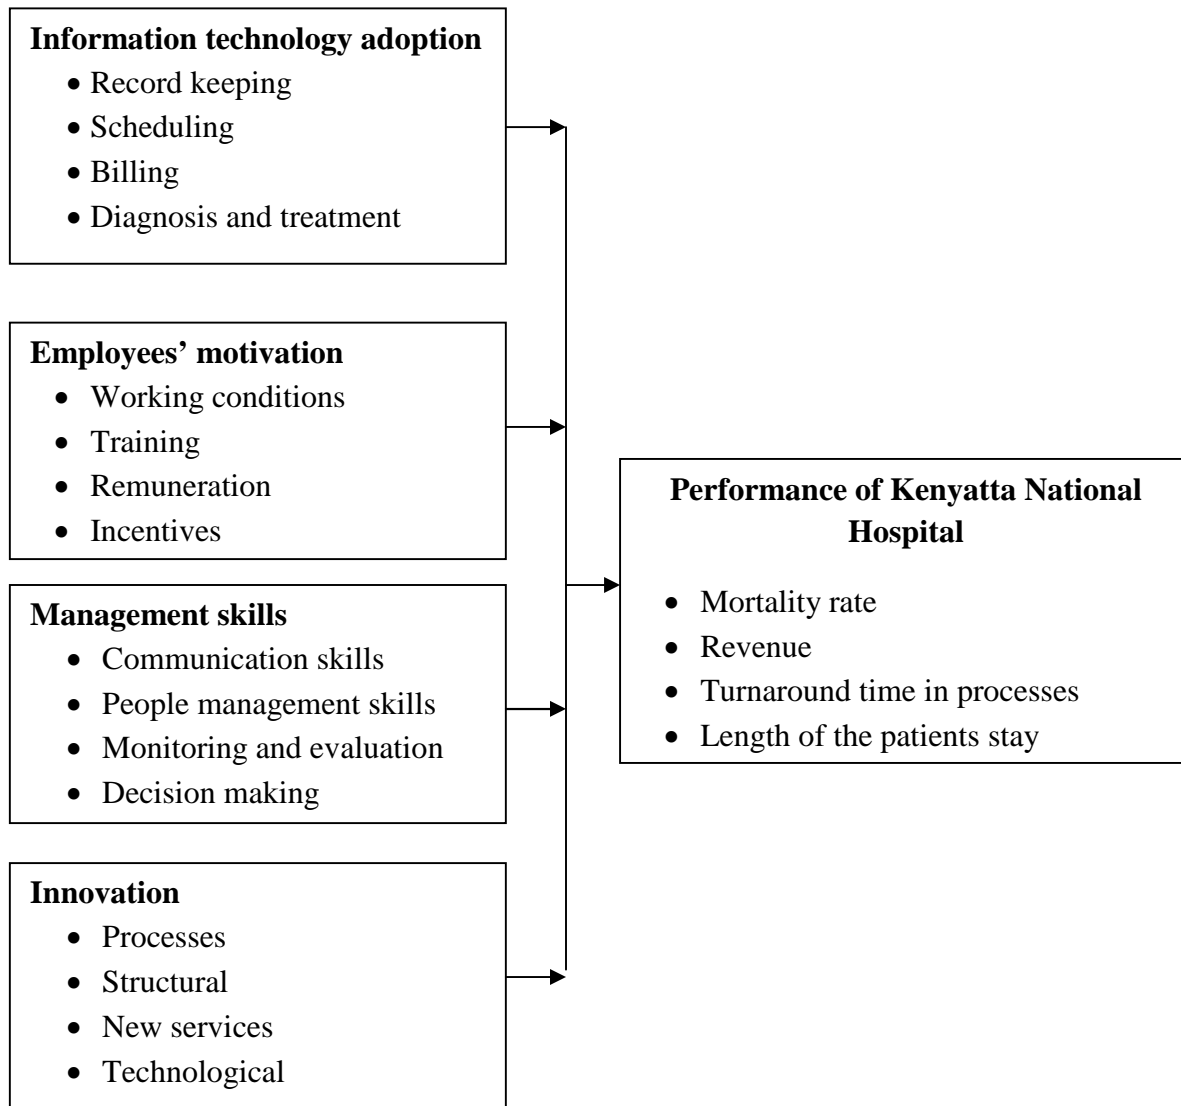 Information technology adoption
• Record keeping
• Scheduling
• Billing
• Diagnosis and treatment
Employees’ motivation
• Working conditions
• Training
• Remuneration
• Incentives
Management skills
• Communication skills
• People management skills
• Monitoring and evaluation
• Decision making
Innovation
• Processes
• Structural
• New services
• Technological
Performance of Kenyatta National
Hospital
• Mortality rate
• Revenue
• Turnaround time in processes
• Length of the patients stay